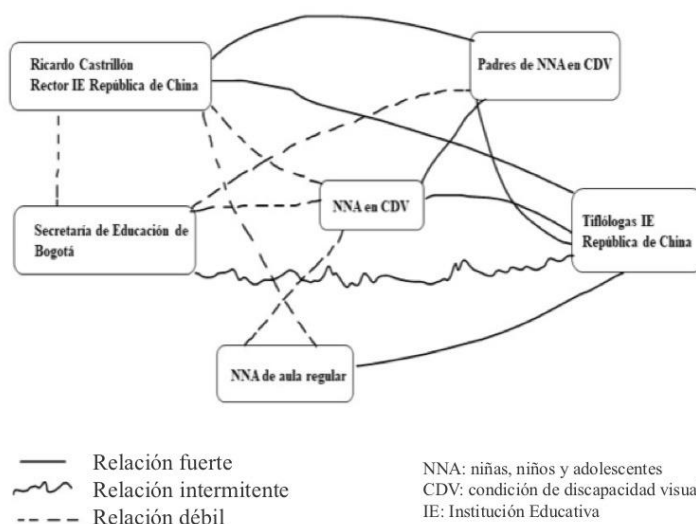 Ricardo Castrillón
Rector IE República de China
Padres de NNA en CDV
NNA en CDV
Secretaría de Educación de
Bogotá
Tiflólogas IE
República de China
NNA de aula regular
Relación fuerte
Relación intermitente
Relación débil
NNA: niñas, niños y adolescentes
CDV: condición de discapacidad visua
IE: Institución Educativa